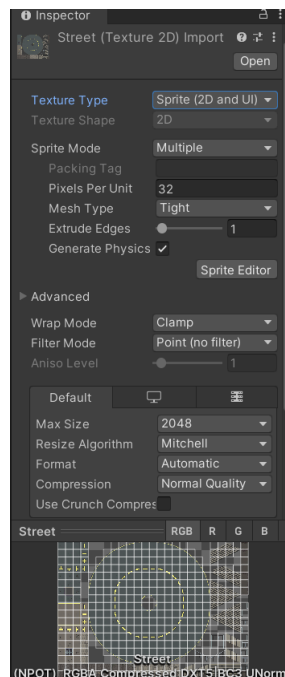 Inspector
Street (Texture 2D) Import
Open
Texture Type Sprite (2D and UI)
Texture Shape 2D
Sprite Mode Multiple
Packing Tag
Pixels Per Unit 32
Mesh Type Tight
Extrude Edges 1
Generate Physics
Sprite Editor
Advanced
Wrap Mode Clamp
Filter Mode Point (no filter)
Aniso Level 1
Default
Max Size 2048
Resize Algorithm Mitchell
Format Automatic
Compression Normal Quality
Use Crunch Compres
Street RGB R G B
Street
(NPOT) RGBA Compressed DXT5|BC3 UNorm